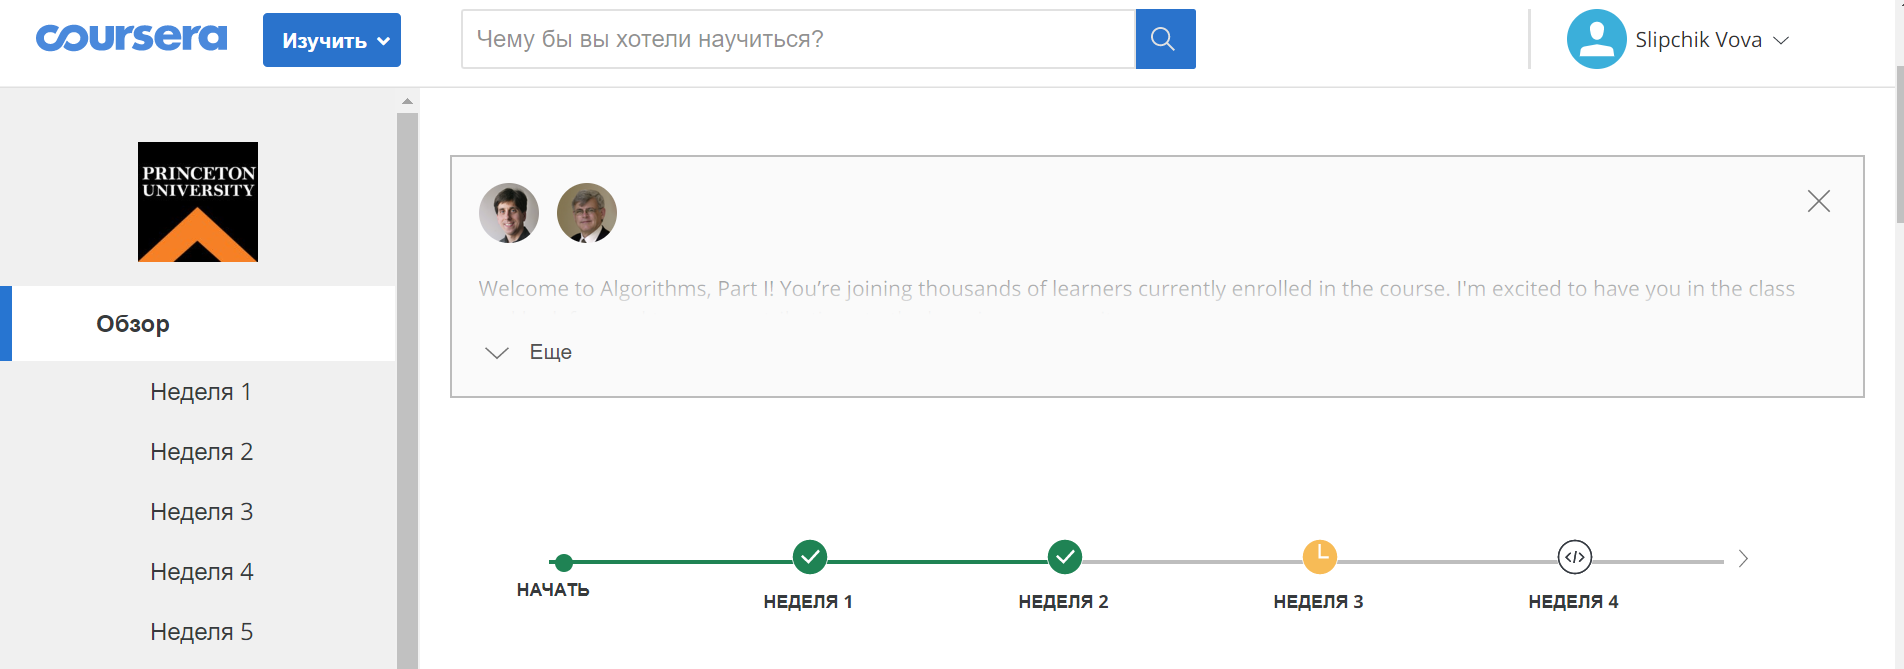 coursera
Изучить
Чему бы вы хотели научиться?
Slipchik Vova
PRINCETON
UNIVERSITY
Обзор
Неделя 1
Неделя 2
Неделя 3
Неделя 4
Неделя 5
Welcome to Algorithms, Part I! You’re joining thousands of learners currently enrolled in the course. I'm excited to have you in the class
Еще
НАЧАТЬ
НЕДЕЛЯ 1
НЕДЕЛЯ 2
НЕДЕЛЯ 3
НЕДЕЛЯ 4